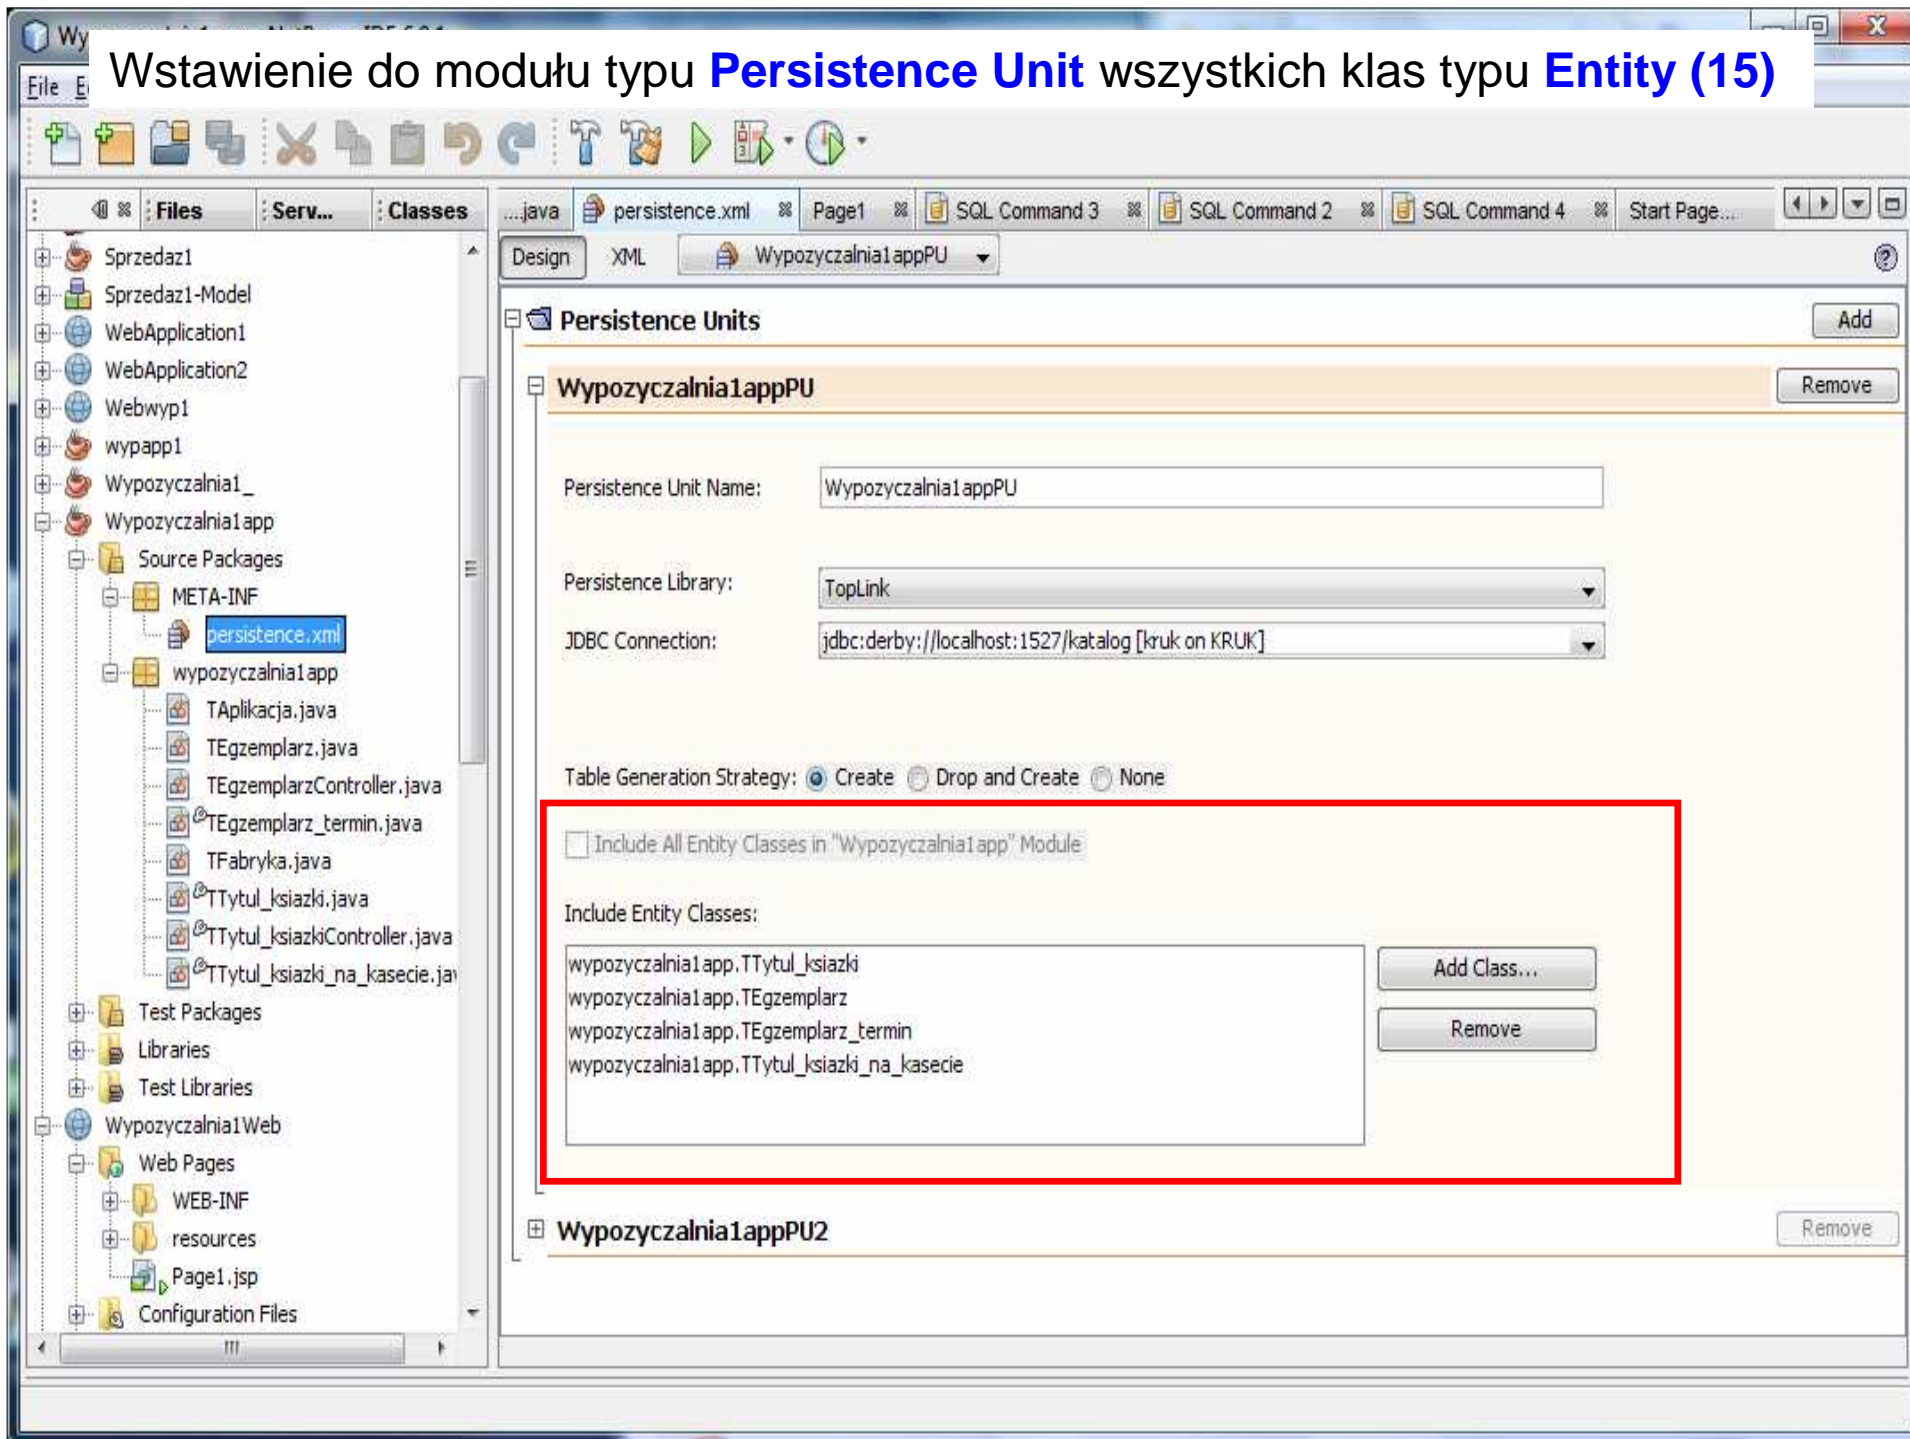 Wy
Wstawienie do modułu typu Persistence Unit wszystkich klas typu Entity (15)
File
Files
Serv...
Classes
...java
persistence.xml
Page1
SQL Command 3
SQL Command 2
SQL Command 4
Start Page...
Design
XML
Wypozyczalnia1appPU
Sprzedaz1
Sprzedaz1-Model
WebApplication1
WebApplication2
Webwyp1
wypapp1
Wypozyczalnia1_
Wypozyczalnia1app
Source Packages
META-INF
persistence.xml
wypozyczalnia1app
TAplikacja.java
TEgzemplarz.java
TEgzemplarzController.java
TEgzemplarz_termin.java
TFabryka.java
TTytul_ksiazki.java
TTytul_ksiazkiController.java
TTytul_ksiazki_na_kasecie.jav
Test Packages
Libraries
Test Libraries
Wypozyczalnia1Web
Web Pages
WEB-INF
resources
Page1.jsp
Configuration Files
Persistence Units
Add
Wypozyczalnia1appPU
Remove
Persistence Unit Name:
Wypozyczalnia1appPU
Persistence Library:
TopLink
JDBC Connection:
jdbc:derby://localhost:1527/katalog [kruk on KRUK]
Table Generation Strategy: Create Drop and Create None
Include All Entity Classes in "Wypozyczalnia1app" Module
Include Entity Classes:
wypozyczalnia1app.TTytul_ksiazki
wypozyczalnia1app.TEgzemplarz
wypozyczalnia1app.TEgzemplarz_termin
wypozyczalnia1app.TTytul_ksiazki_na_kasecie
Add Class...
Remove
Wypozyczalnia1appPU2
Remove